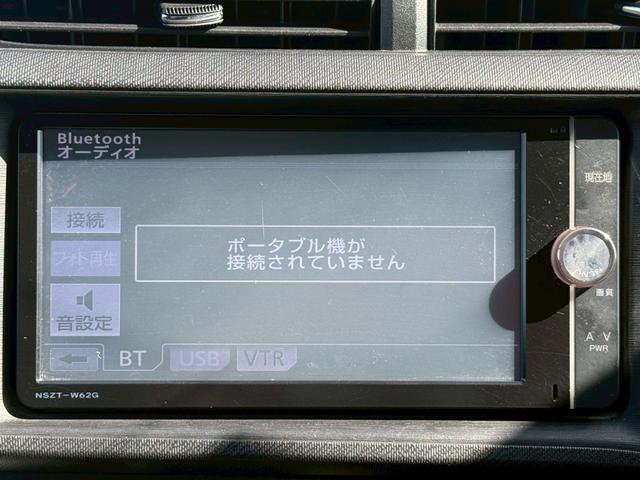 Bluetooth
オーディオ
現在地
接続
フォト再生
ポータブル機が
接続されていません
MENU
画質
音設定
A・V
PWR
BT
USB
VTR
NSZT-W62G